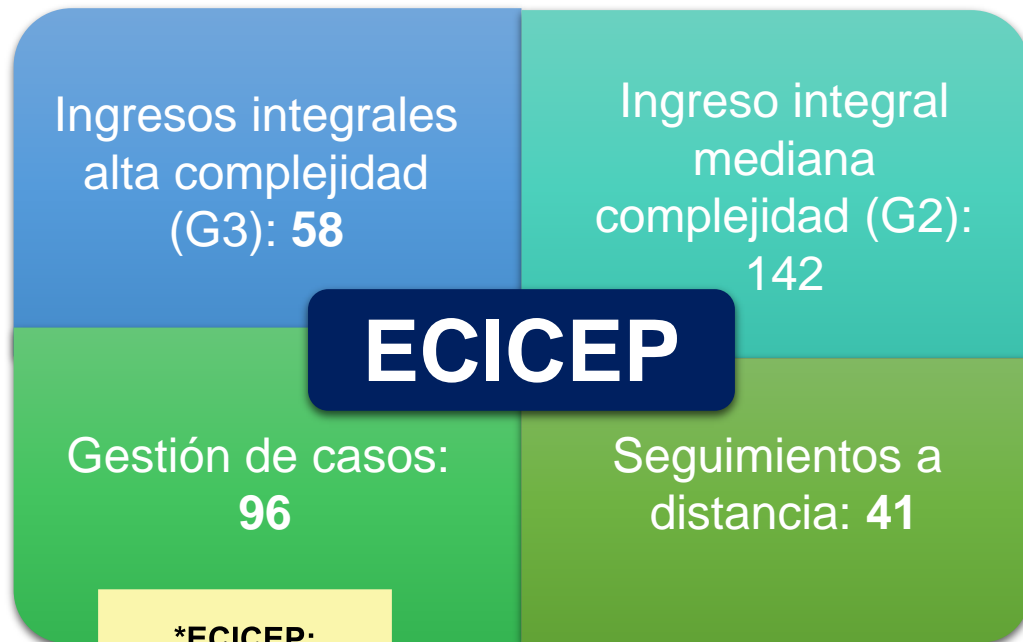 Ingresos integrales
alta complejidad
(G3): 58
Ingreso integral
mediana
complejidad (G2):
142
ECICEP
Gestión de casos:
96
Seguimientos a
distancia: 41
*ECICEP: